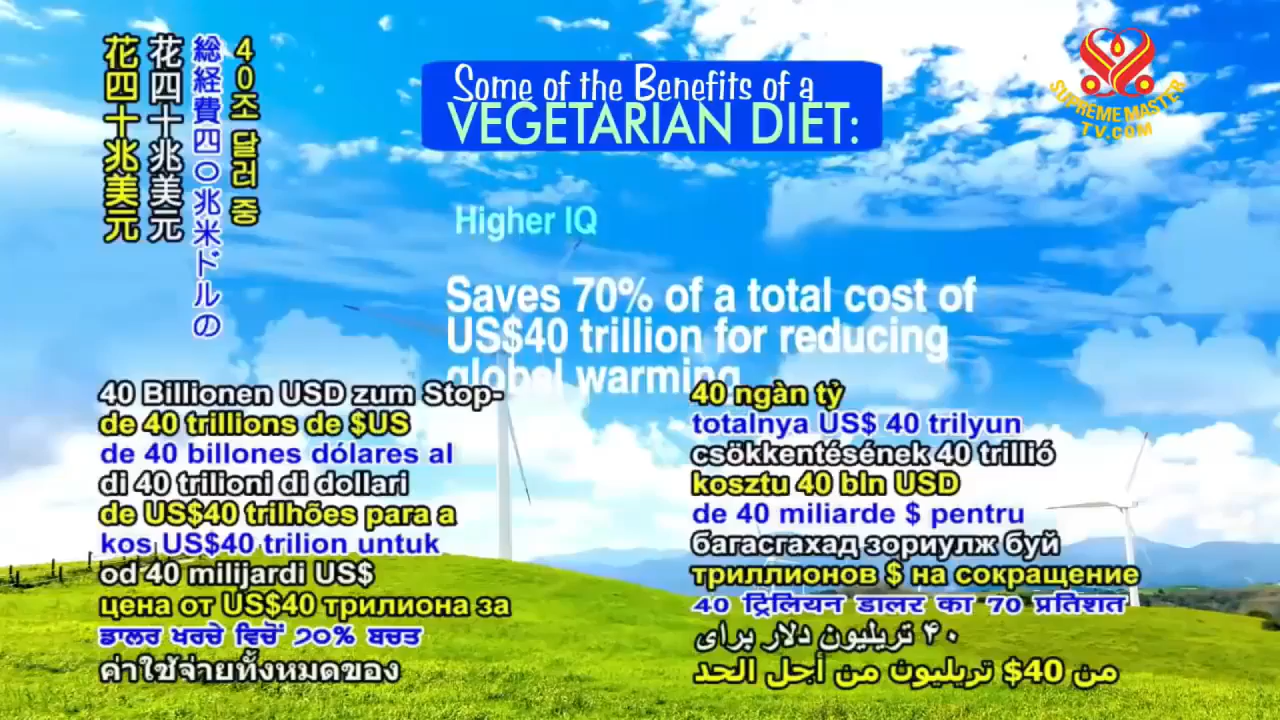 花四十兆美元
花四十兆美元
総経費四〇兆米ドルの
40조 달러 중
Some of the Benefits of a
VEGETARIAN DIET:
SUPREME MASTER
TV.COM
Higher IQ
Saves 70% of a total cost of
US$40 trillion for reducing
global warming
40 Billionen USD zum Stop-
de 40 trillions de $US
de 40 billones dólares al
di 40 trilioni di dollari
de US$40 trilhões para a
kos US$40 trilion untuk
od 40 milijardi US$
цена от US$40 трилиона за
ਡਾਲਰ ਖਰਚੇ ਵਿਚੋਂ ੭੦% ਬਚਤ
ค่าใช้จ่ายทั้งหมดของ
40 ngàn tỷ
totalnya US$ 40 trilyun
csökkentésének 40 trillió
kosztu 40 bln USD
de 40 miliarde $ pentru
багасгахад зориулж буй
триллионов $ на сокращение
40 ट्रिलियन डालर का 70 प्रतिशत
۴۰ تریلیون دلار برای
من 40$ تريليون من أجل الحد